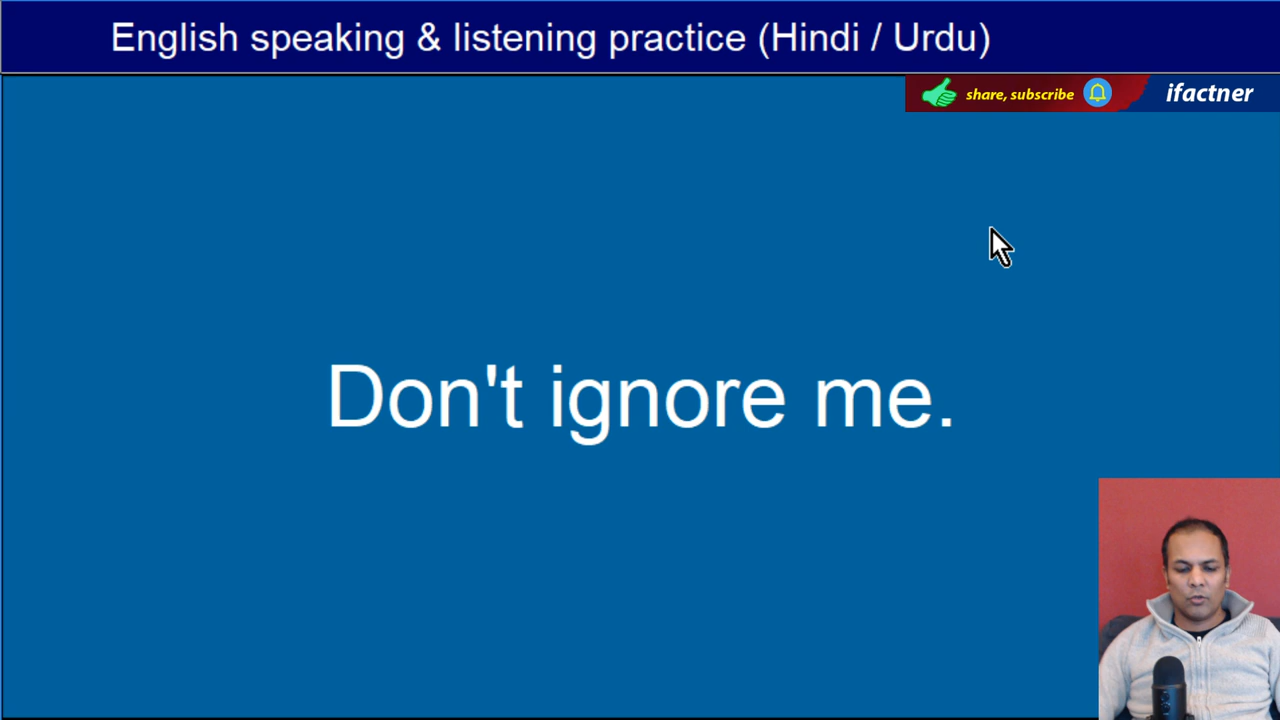 English speaking & listening practice (Hindi / Urdu)
share, subscribe
ifactner
Don't ignore me.